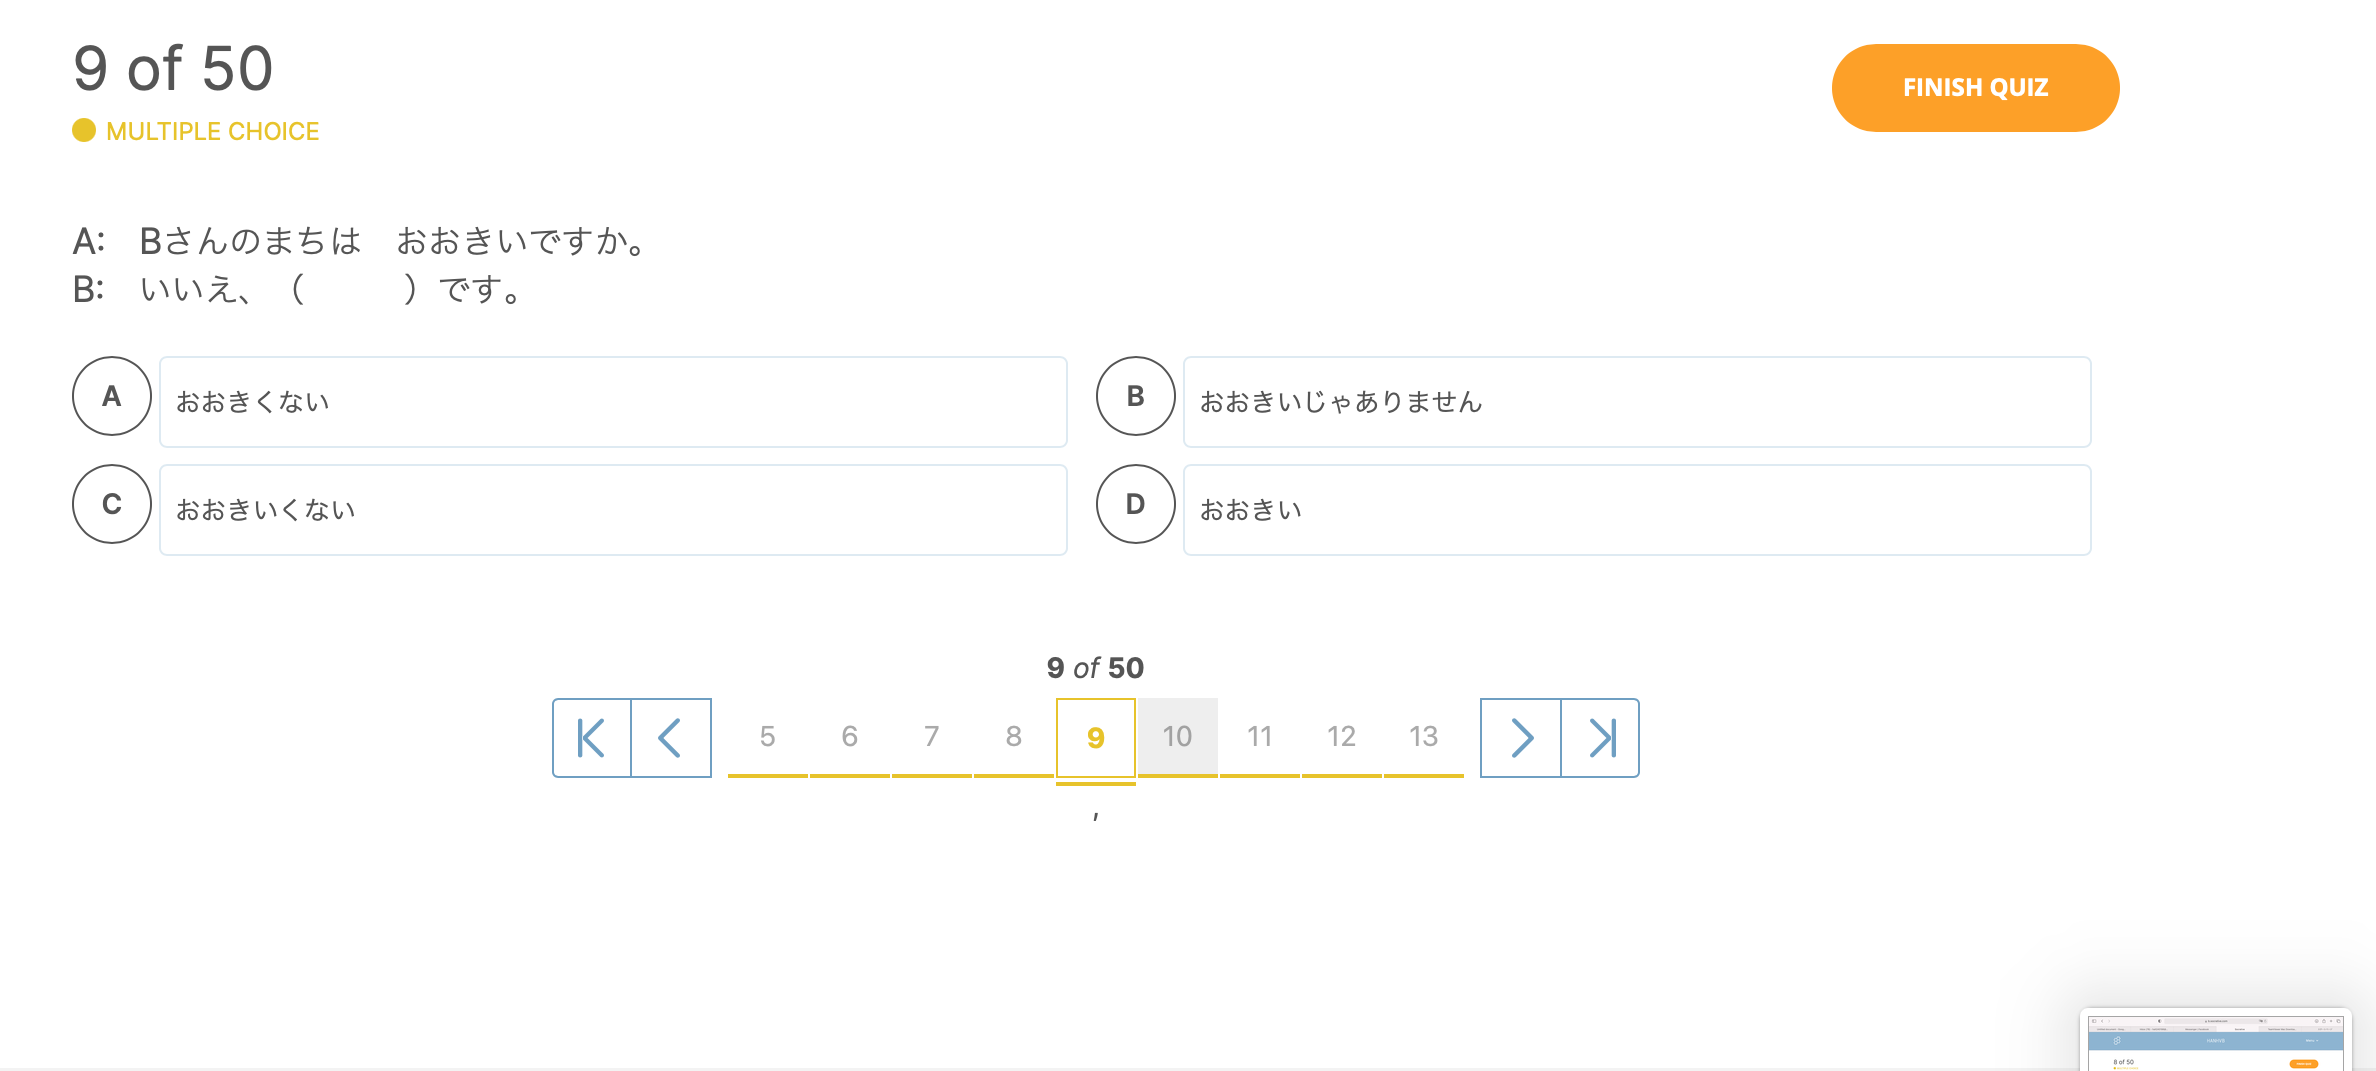 9 of 50
FINISH QUIZ
MULTIPLE CHOICE
A:　Bさんのまちは　おおきいですか。
B:　いいえ、（　　　）です。
A おおきくない
B おおきいじゃありません
C おおきいくない
D おおきい
9 of 50
5 6 7 8 9 10 11 12 13
,
8 of 50